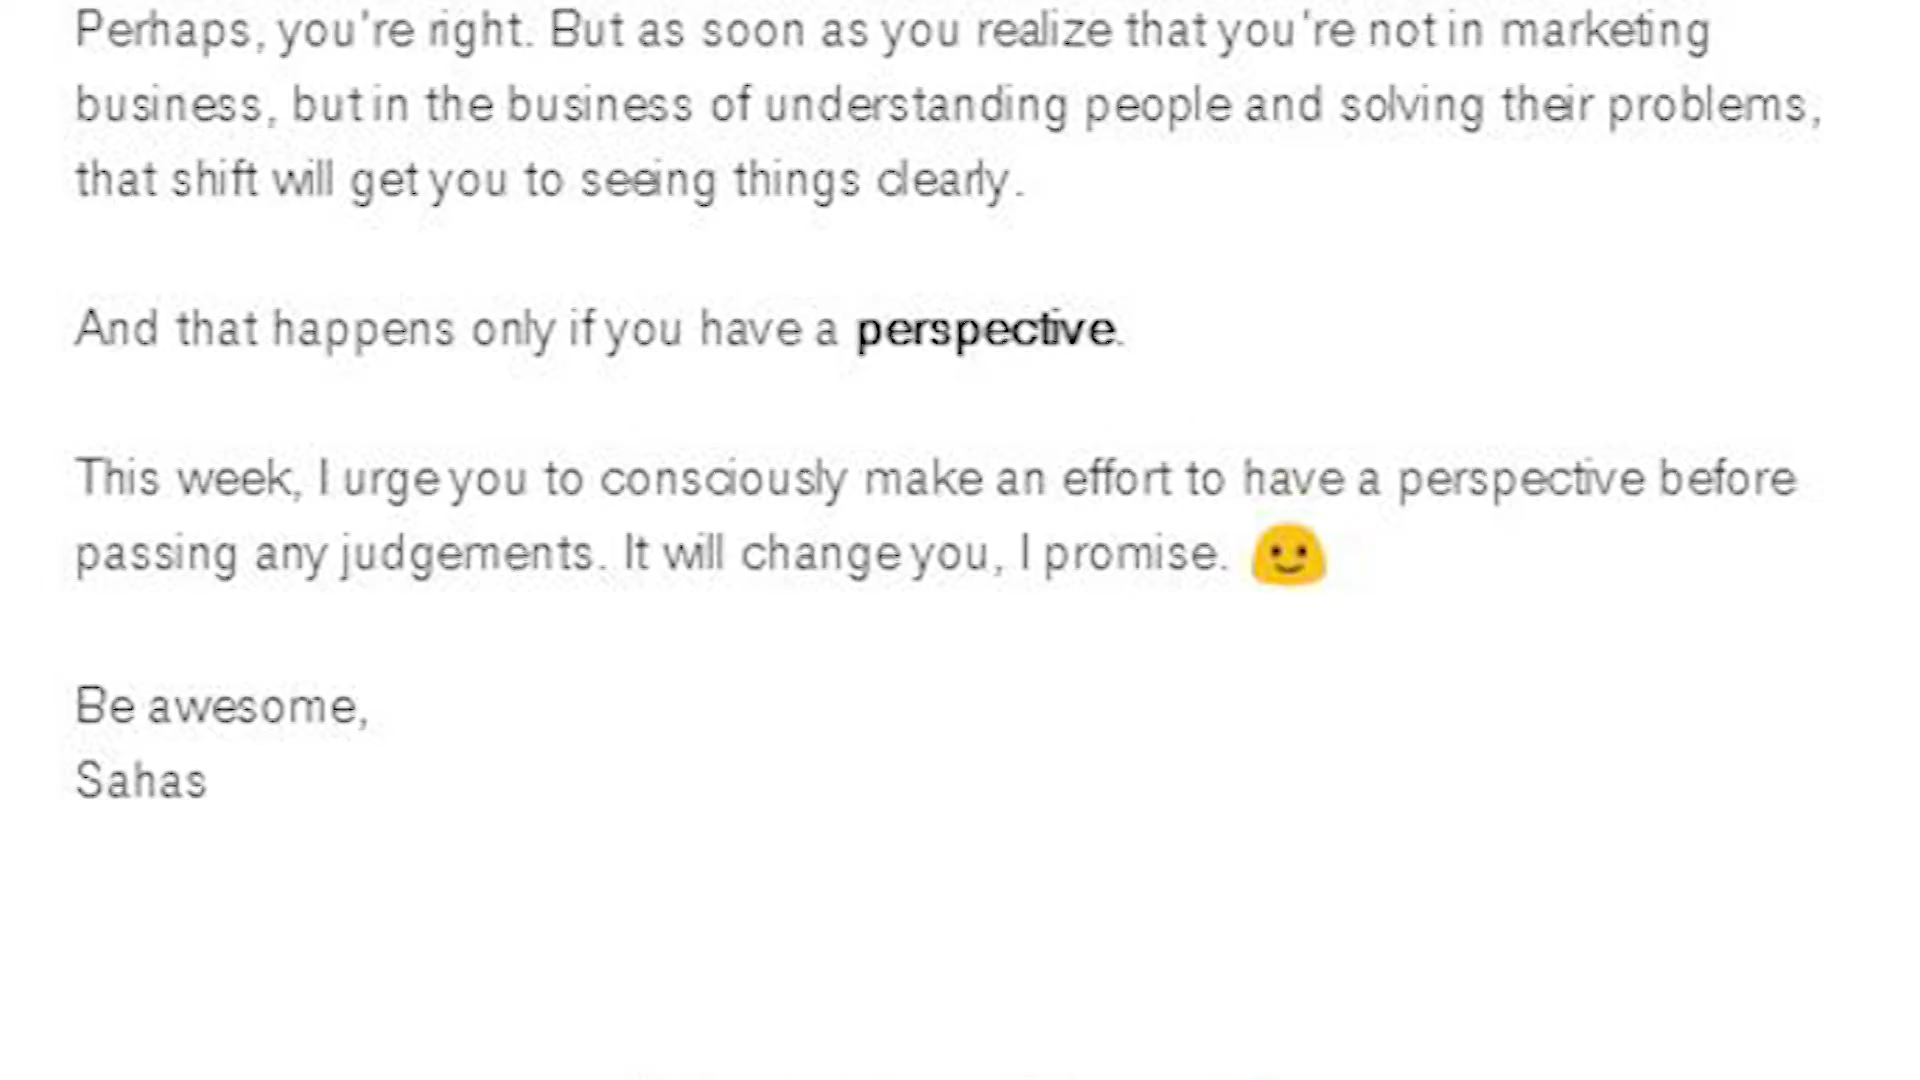 Perhaps, you're right. But as soon as you realize that you're not in marketing
business, but in the business of understanding people and solving their problems,
that shift will get you to seeing things clearly.
And that happens only if you have a perspective.
This week, I urge you to consciously make an effort to have a perspective before
passing any judgements. It will change you, I promise. 🙂
Be awesome,
Sahas